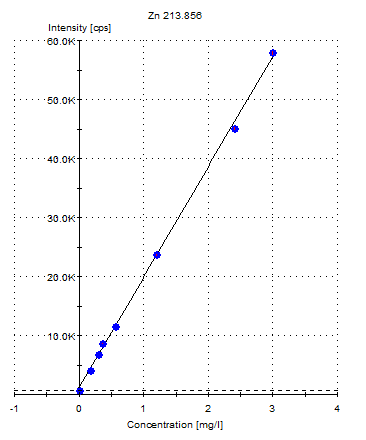 Zn 213.856
Intensity [cps]
60.0K
50.0K
40.0K
30.0K
20.0K
10.0K
-1 0 1 2 3 4
Concentration [mg/l]